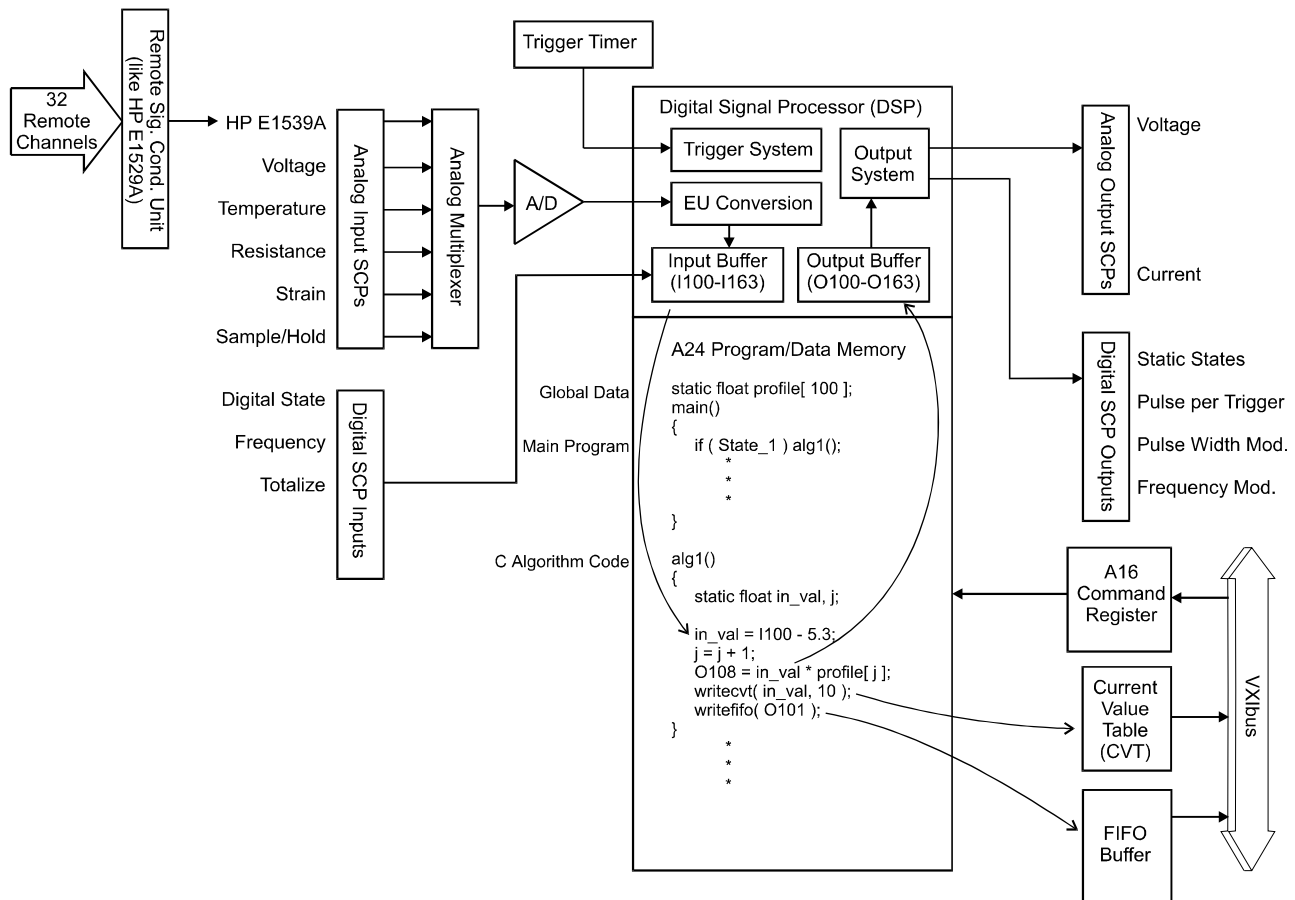 32
Remote
Channels
Remote Sig. Cond. Unit
(like HP E1529A)
HP E1539A
Voltage
Temperature
Resistance
Strain
Sample/Hold
Analog Input SCPs
Analog Multiplexer
A/D
Digital State
Frequency
Totalize
Digital SCP Inputs
Trigger Timer
Digital Signal Processor (DSP)
Trigger System
EU Conversion
Input Buffer
(I100-I163)
Output
System
Output Buffer
(O100-O163)
Analog Output SCPs
Voltage
Current
Digital SCP Outputs
Static States
Pulse per Trigger
Pulse Width Mod.
Frequency Mod.
A24 Program/Data Memory
Global Data
static float profile[ 100 ];
main()
{
Main Program
if ( State_1 ) alg1();
*
*
*
}
C Algorithm Code
alg1()
{
static float in_val, j;
in_val = I100 - 5.3;
j = j + 1;
O108 = in_val * profile[ j ];
writecvt( in_val, 10 );
writefifo( O101 );
}
*
*
*
A16
Command
Register
Current
Value
Table
(CVT)
FIFO
Buffer
VXIbus